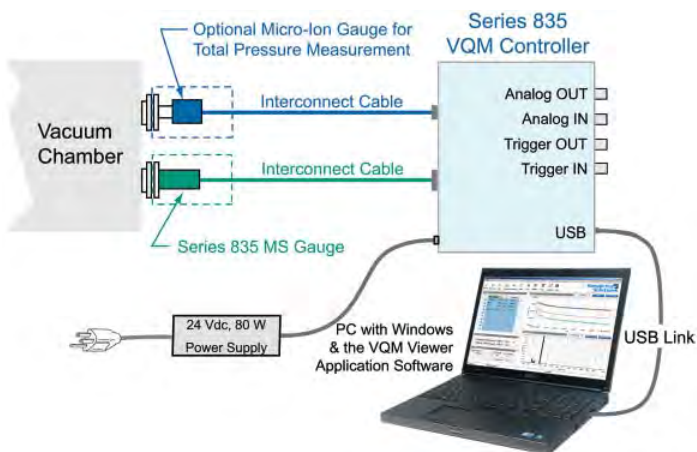 Optional Micro-Ion Gauge for
Total Pressure Measurement
Series 835
VQM Controller
Vacuum
Chamber
Interconnect Cable
Interconnect Cable
Series 835 MS Gauge
Analog OUT
Analog IN
Trigger OUT
Trigger IN
USB
24 Vdc, 80 W
Power Supply
PC with Windows
& the VQM Viewer
Application Software
USB Link